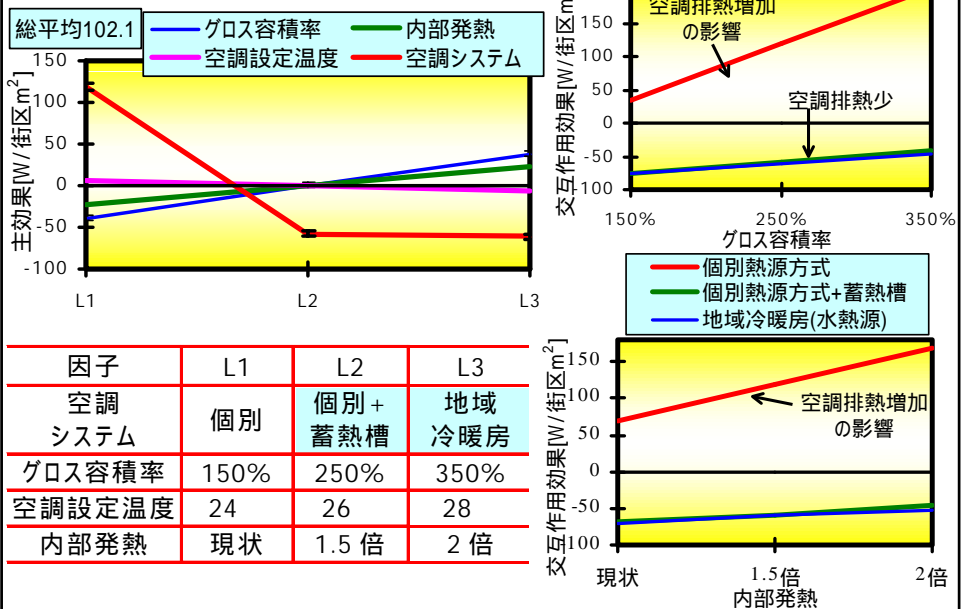 総平均102.1
グロス容積率
内部発熱
空調設定温度
空調システム
主効果[W/街区m²]
150
100
50
0
-50
-100
L1
L2
L3
因子
L1
L2
L3
空調
システム
個別
個別+
蓄熱槽
地域
冷暖房
グロス容積率
150%
250%
350%
空調設定温度
24
26
28
内部発熱
現状
1.5倍
2倍
交互作用効果[W/街区m
150
100
50
0
-50
100
空調排熱増加
の影響
空調排熱少
150%
250%
350%
グロス容積率
個別熱源方式
個別熱源方式+蓄熱槽
地域冷暖房(水熱源)
交互作用効果[W/街区m²]
150
100
50
0
-50
100
空調排熱増加
の影響
現状
1.5倍
2倍
内部発熱